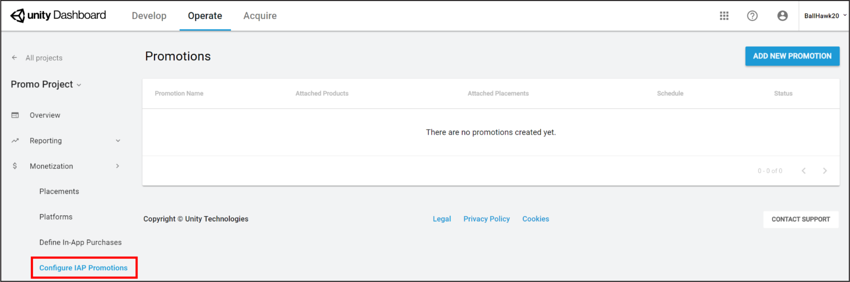 unity Dashboard Develop Operate Acquire BallHawk20
All projects
Promo Project
Overview
Reporting
Monetization
Placements
Platforms
Define In-App Purchases
Configure IAP Promotions
Promotions ADD NEW PROMOTION
Promotion Name Attached Products Attached Placements Schedule Status
There are no promotions created yet.
0 - 0 of 0
Copyright © Unity Technologies Legal Privacy Policy Cookies CONTACT SUPPORT